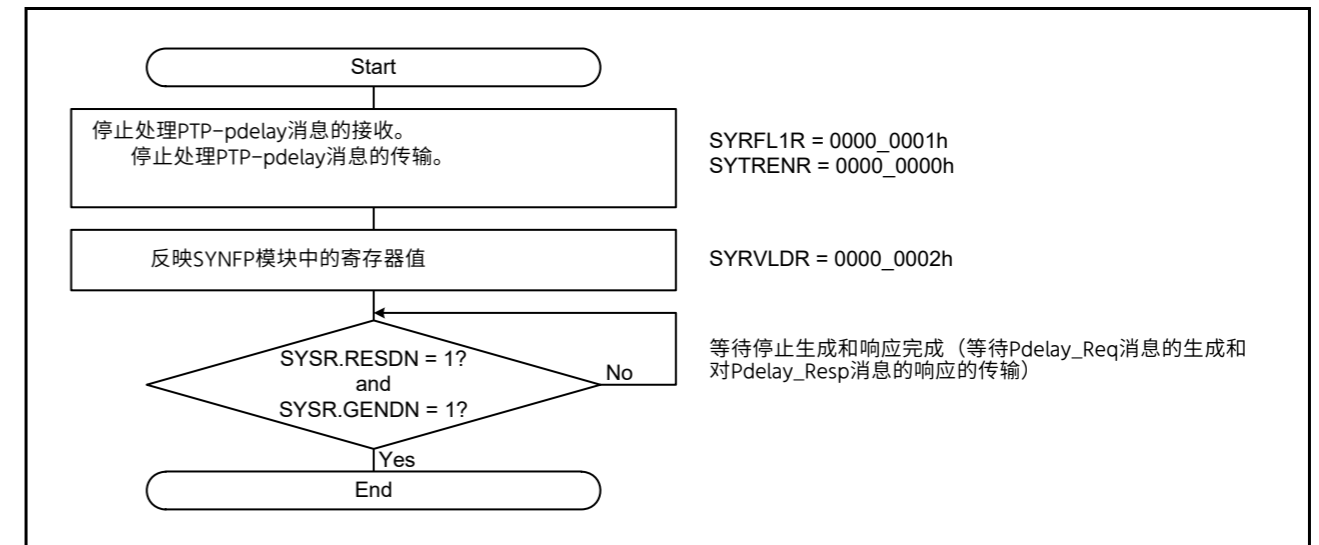 Start
停止处理PTP-pdelay消息的接收。
停止处理PTP-pdelay消息的传输。
SYRFL1R = 0000_0001h
SYTRENR = 0000_0000h
反映SYNFP模块中的寄存器值
SYRVLDR = 0000_0002h
SYSR.RESDN = 1?
and
SYSR.GENDN = 1?
No
等待停止生成和响应完成（等待Pdelay_Req消息的生成和
对Pdelay_Resp消息的响应的传输）
Yes
End